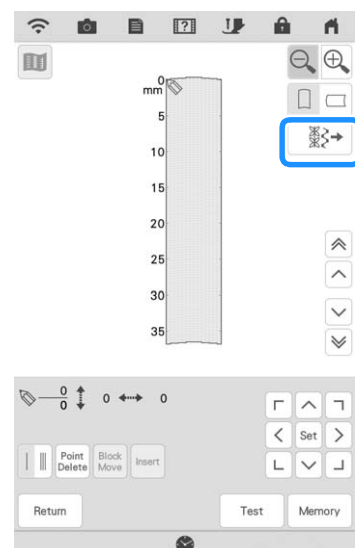 0
mm
5
10
15
20
25
30
35
0
0
0
0
Point
Delete
Block
Move
Insert
Set
Return
Test
Memory